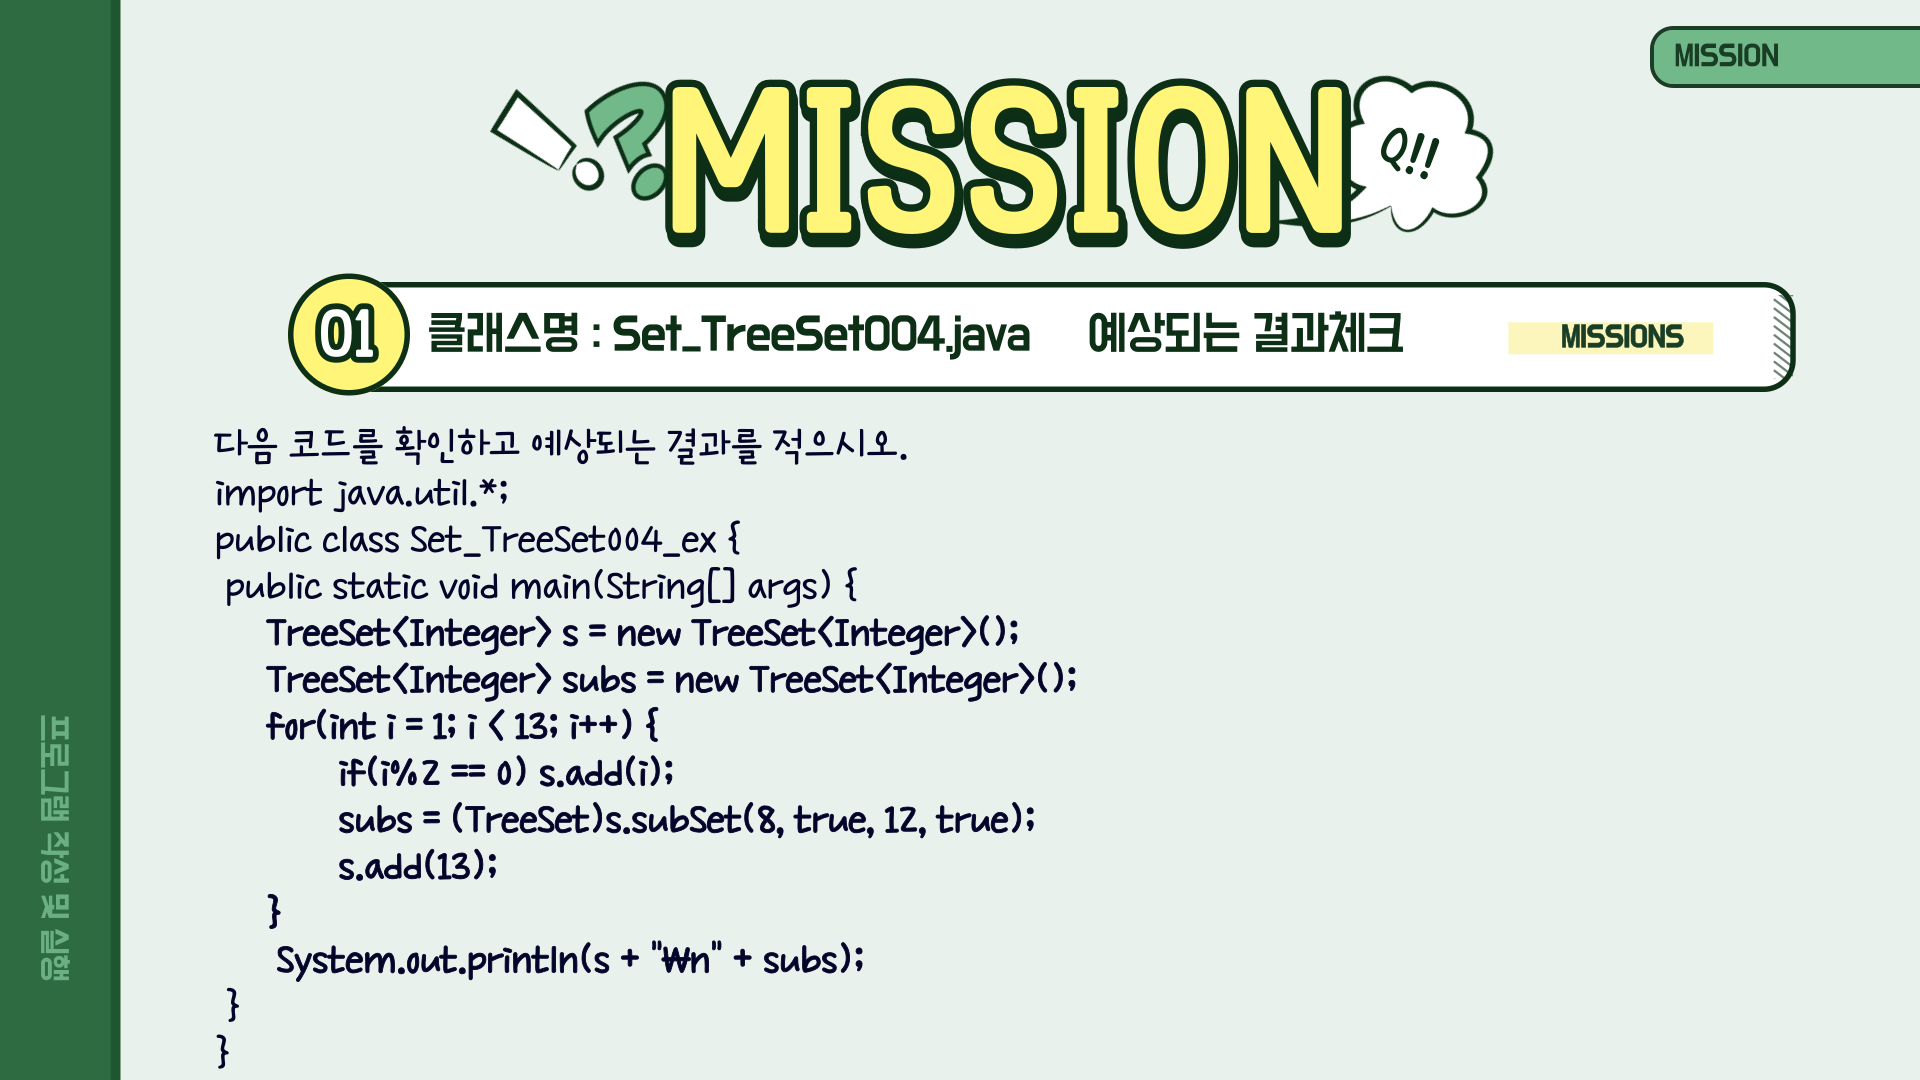 MISSION
!?
MISSION
Q!!
01
클래스명 : Set_TreeSet004.java 예상되는 결과체크
MISSIONS
다음 코드를 확인하고 예상되는 결과를 적으시오.
import java.util.*;
public class Set_TreeSet004_ex {
public static void main(String[] args) {
TreeSet<Integer> s = new TreeSet<Integer>();
TreeSet<Integer> subs = new TreeSet<Integer>();
for(int i = 1; i < 13; i++) {
if(i%2 == 0) s.add(i);
subs = (TreeSet)s.subSet(8, true, 12, true);
s.add(13);
}
System.out.println(s + "₩n" + subs);
}
}
프로그램 작성 및 실행